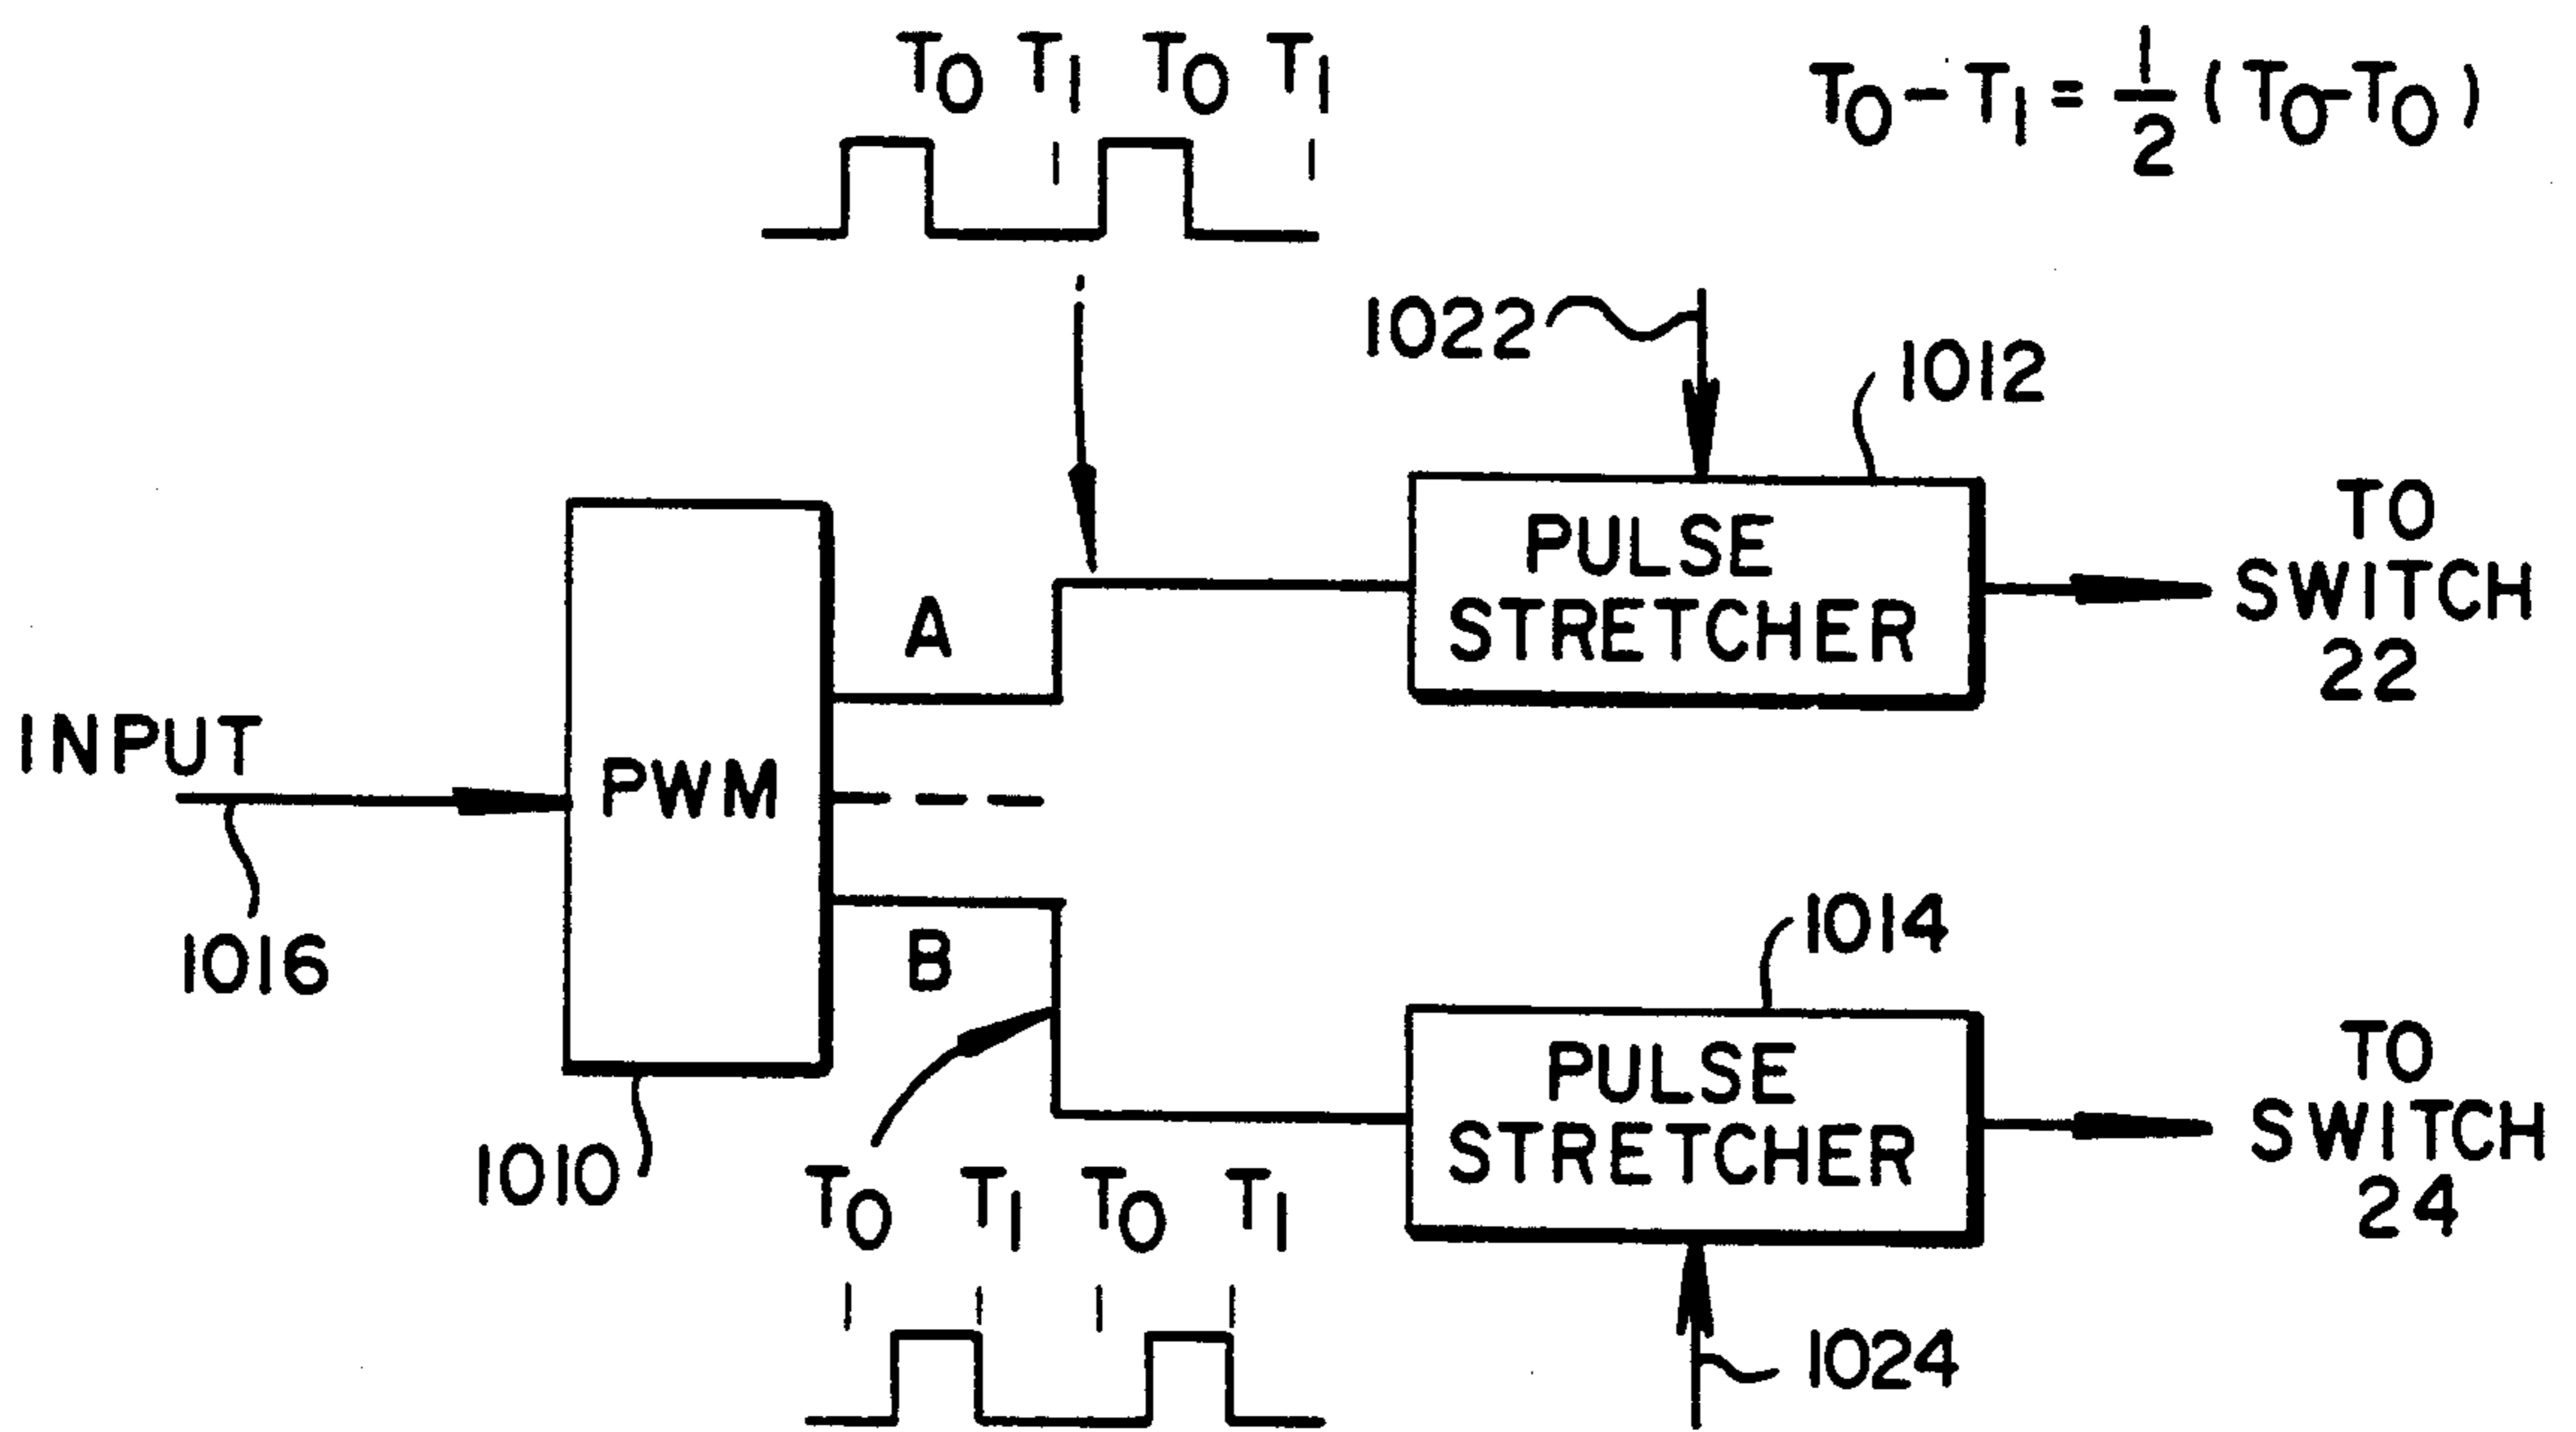 T0 T1 T0 T1
T0 - T1 = 1/2 ( T0-T0 )
1022
1012
PULSE
STRETCHER
TO
SWITCH
22
A
INPUT
PWM
1016
B
1010
1014
PULSE
STRETCHER
TO
SWITCH
24
T0 T1 T0 T1
1024